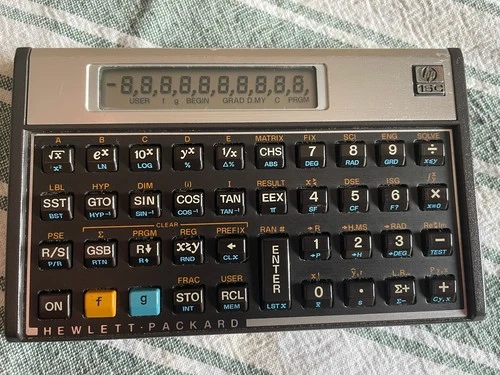 -8,8,8,8,8,8,8,8,8,8,
USER f g BEGIN GRAD D.MY C PRGM
hp
15C
A B C D E MATRIX FIX SCI ENG SOLVE
√x eˣ 10ˣ yˣ 1/x CHS 7 8 9 ÷
x² LN LOG % Δ% ABS DEG RAD GRD x≤y
LBL HYP DIM (i) I RESULT x≷ DSE ISG
SST GTO SIN COS TAN EEX 4 5 6 ×
BST HYP⁻¹ SIN⁻¹ COS⁻¹ TAN⁻¹ π SF CF F? x=0
CLEAR
PSE Σ PRGM REG PREFIX RAN # →R →H.MS →RAD Re≷Im
R/S GSB R↓ x≷y ← ENTER 1 2 3 −
P/R RTN R↑ RND CLx →P →H →DEG TEST
FRAC USER x! ŷ,r L.R. Py,x
ON f g STO RCL 0 · Σ+ +
INT MEM LST x x̄ s Σ− Cy,x
HEWLETT·PACKARD